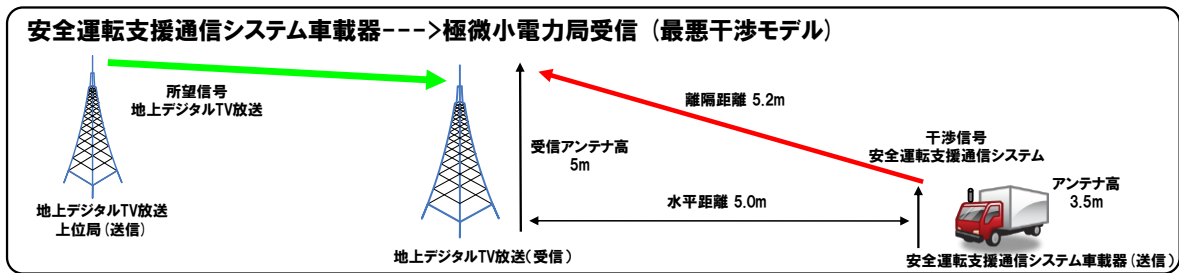 安全運転支援通信システム車載器--->極微小電力局受信 (最悪干渉モデル)
所望信号
地上デジタルTV放送
離隔距離 5.2m
受信アンテナ高
5m
干渉信号
安全運転支援通信システム
アンテナ高
3.5m
水平距離 5.0m
地上デジタルTV放送
上位局(送信)
地上デジタルTV放送(受信)
安全運転支援通信システム車載器(送信)